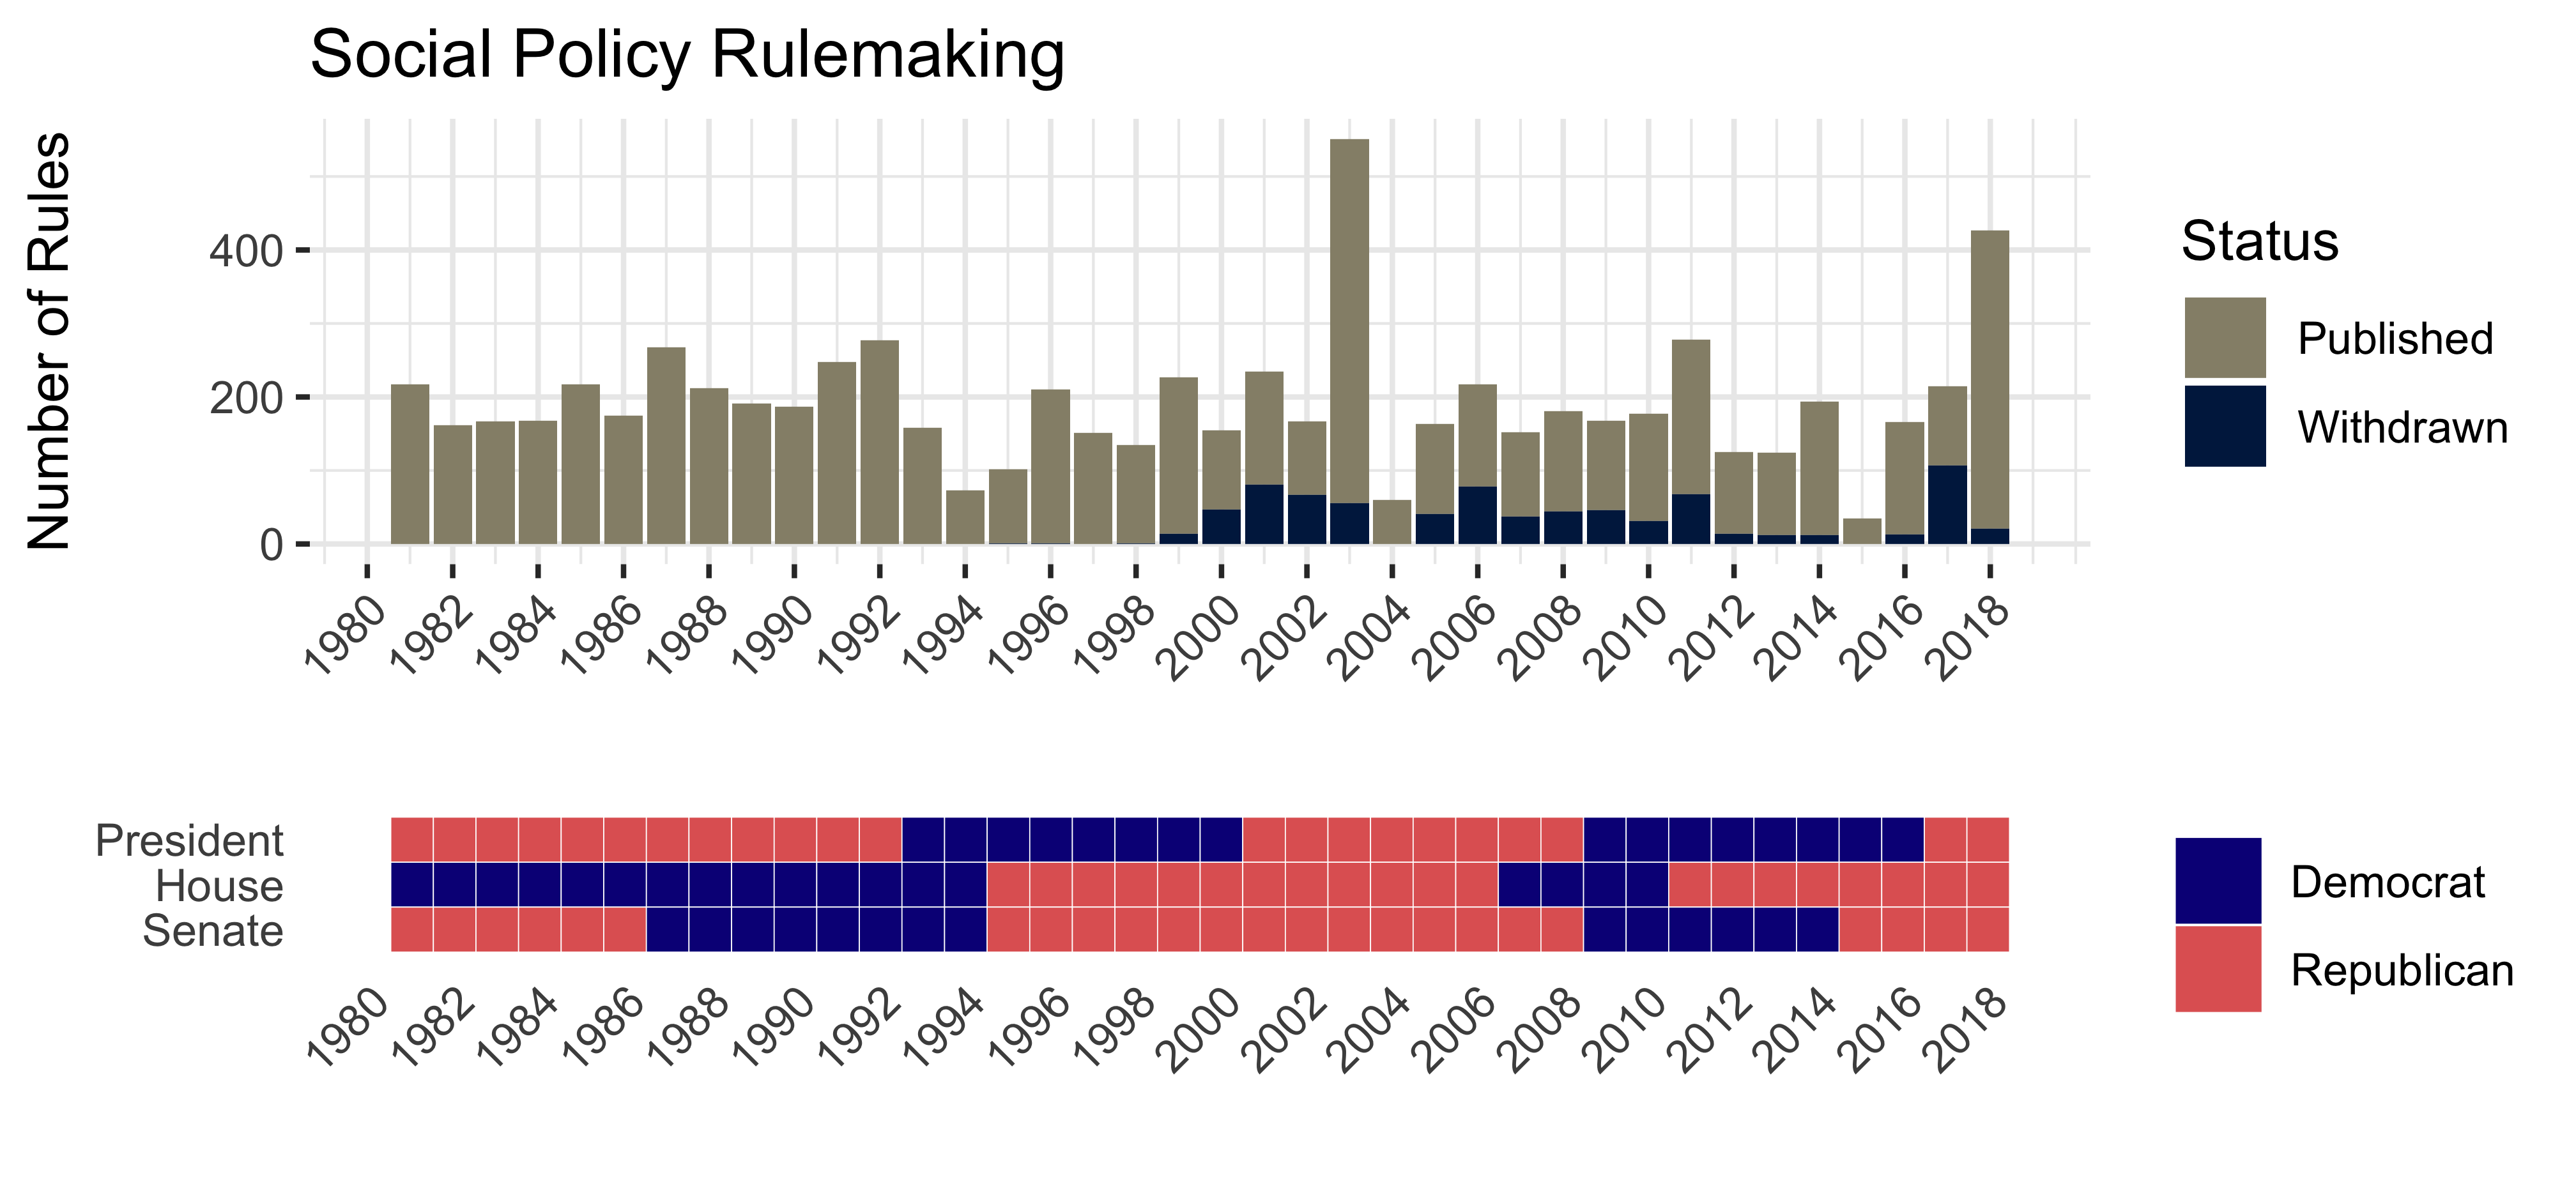 Social Policy Rulemaking
Number of Rules
400
200
0
1980 1982 1984 1986 1988 1990 1992 1994 1996 1998 2000 2002 2004 2006 2008 2010 2012 2014 2016 2018
Status
Published
Withdrawn
President
House
Senate
1980 1982 1984 1986 1988 1990 1992 1994 1996 1998 2000 2002 2004 2006 2008 2010 2012 2014 2016 2018
Democrat
Republican